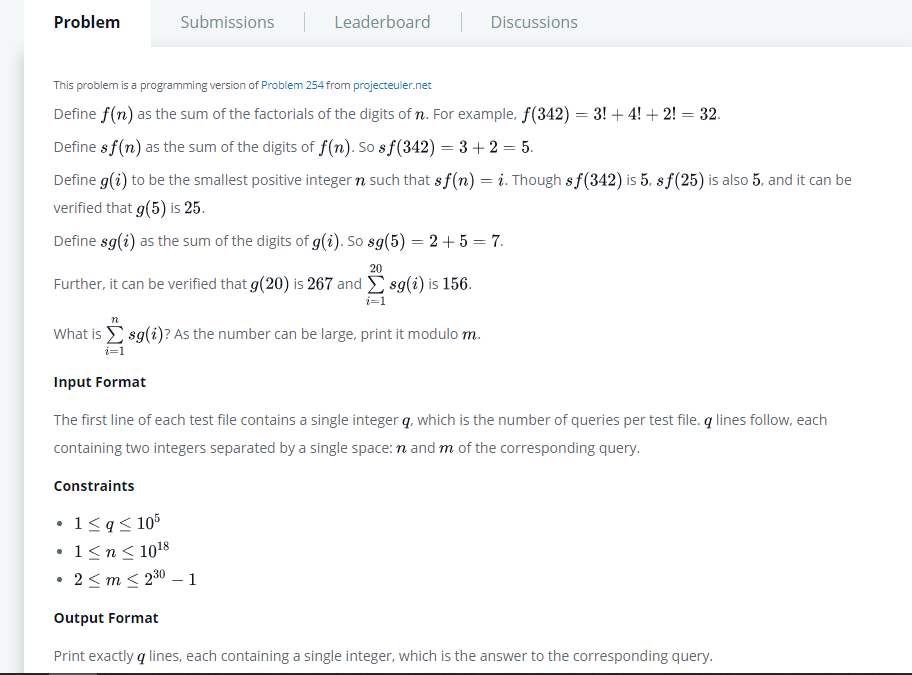 Problem Submissions Leaderboard Discussions
This problem is a programming version of Problem 254 from projecteuler.net
Define f(n) as the sum of the factorials of the digits of n. For example, f(342) = 3! + 4! + 2! = 32.
Define sf(n) as the sum of the digits of f(n). So sf(342) = 3 + 2 = 5.
Define g(i) to be the smallest positive integer n such that sf(n) = i. Though sf(342) is 5, sf(25) is also 5, and it can be
verified that g(5) is 25.
Define sg(i) as the sum of the digits of g(i). So sg(5) = 2 + 5 = 7.
Further, it can be verified that g(20) is 267 and \sum_{i=1}^{20} sg(i) is 156.
What is \sum_{i=1}^{n} sg(i)? As the number can be large, print it modulo m.
Input Format
The first line of each test file contains a single integer q, which is the number of queries per test file. q lines follow, each
containing two integers separated by a single space: n and m of the corresponding query.
Constraints
• 1 ≤ q ≤ 10^5
• 1 ≤ n ≤ 10^18
• 2 ≤ m ≤ 2^30 − 1
Output Format
Print exactly q lines, each containing a single integer, which is the answer to the corresponding query.